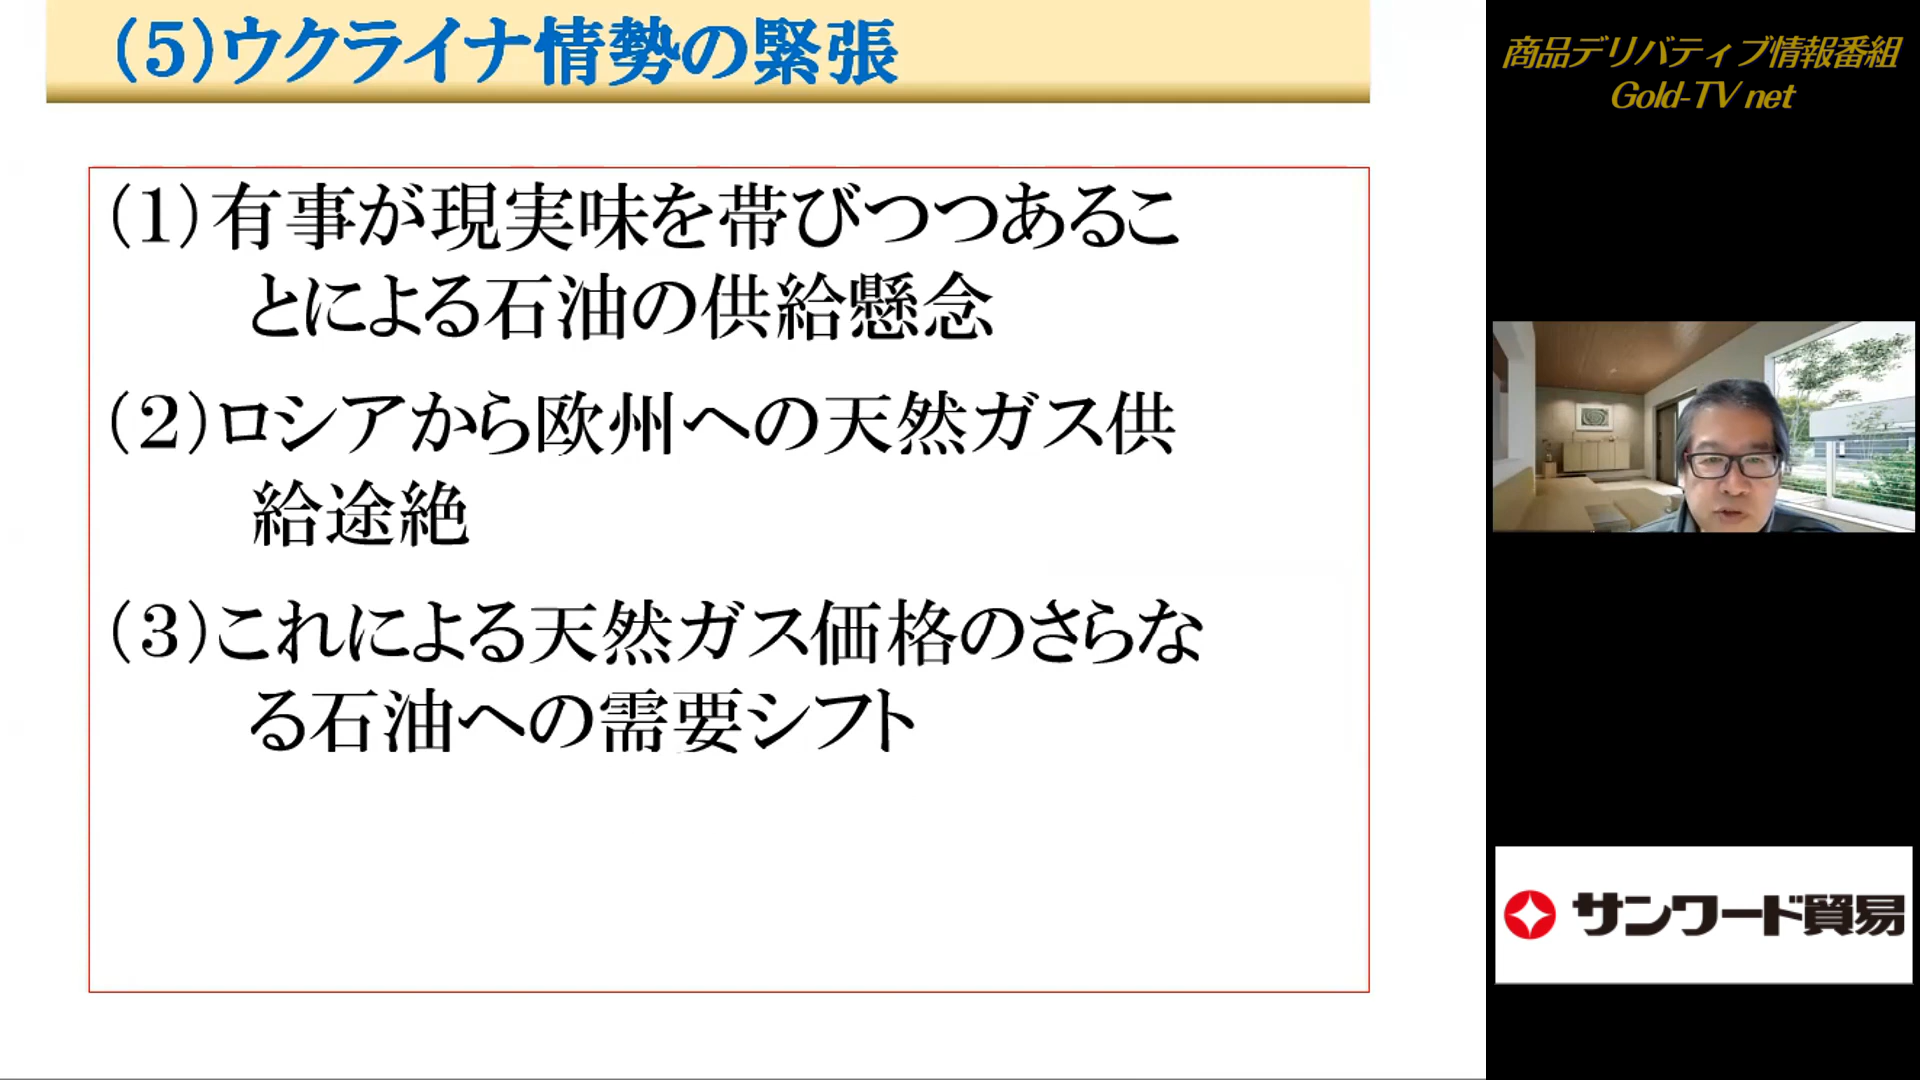 （5）ウクライナ情勢の緊張
（1）有事が現実味を帯びつつあるこ
とによる石油の供給懸念
（2）ロシアから欧州への天然ガス供
給途絶
（3）これによる天然ガス価格のさらな
る石油への需要シフト
商品デリバティブ情報番組
Gold-TV net
サンワード貿易